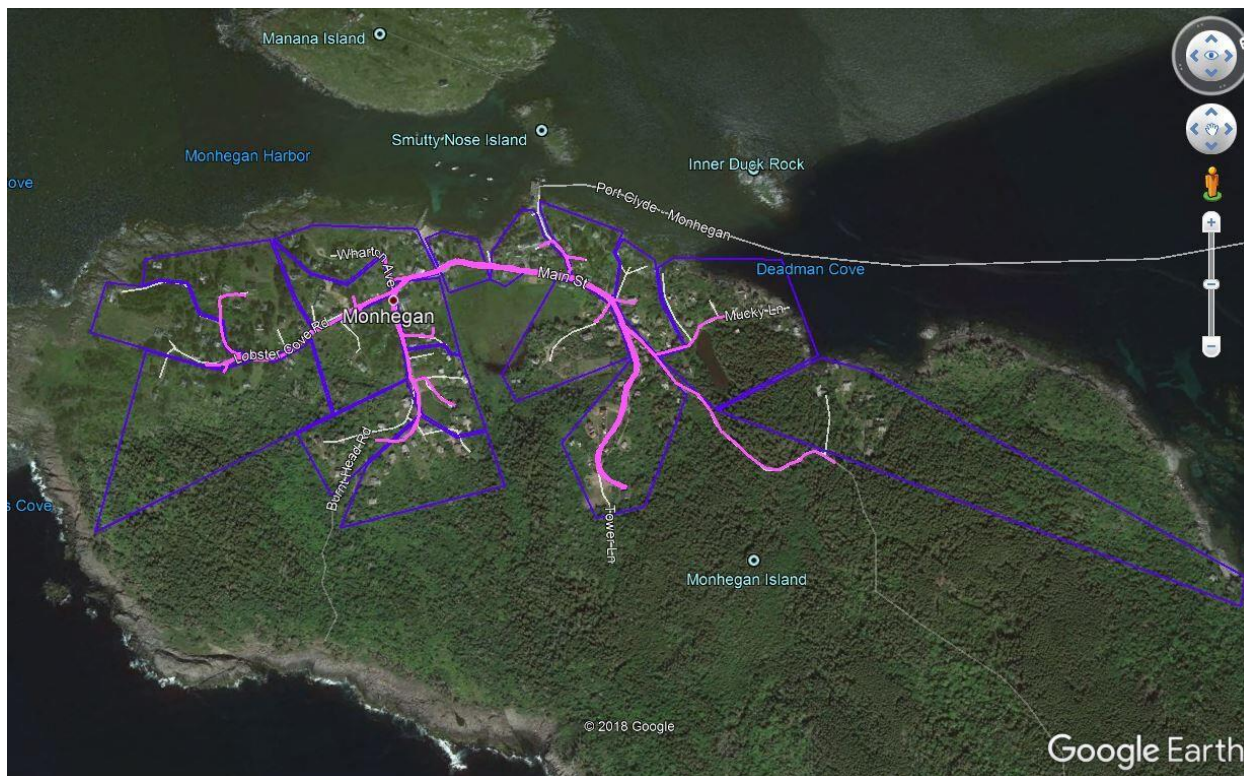 Manana Island
Smutty Nose Island
Monhegan Harbor
Inner Duck Rock
ove
Port Clyde - Monhegan
Wharton Ave
Main St
Deadman Cove
Monhegan
Mucky Ln
Lobster Cove Rd
Burnt Head Rd
s Cove
Tower Ln
Monhegan Island
© 2018 Google
Google Earth